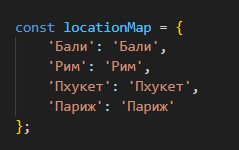 const locationMap = {
    'Бали': 'Бали',
    'Рим': 'Рим',
    'Пхукет': 'Пхукет',
    'Париж': 'Париж'
};